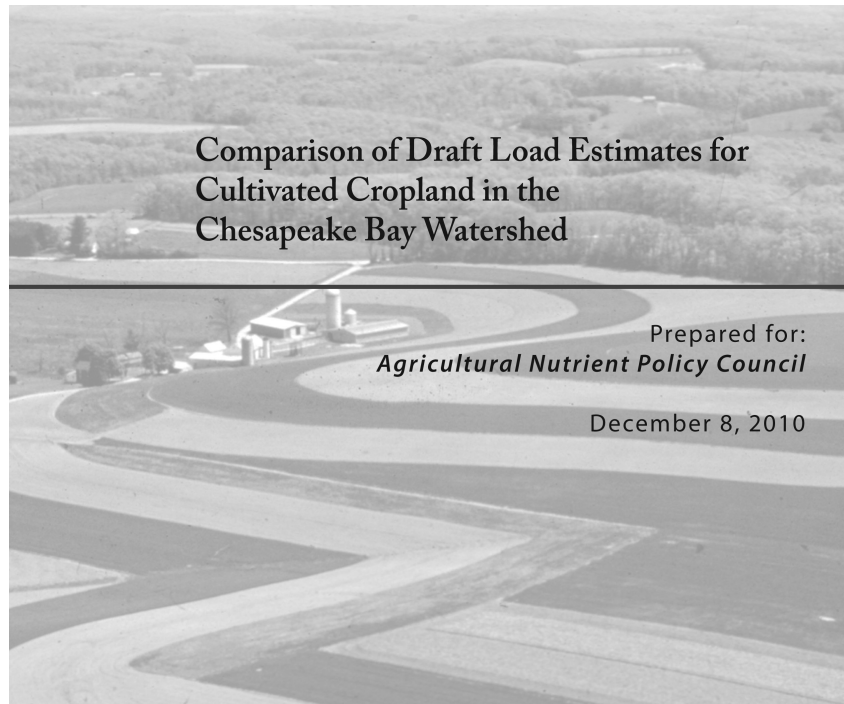 Comparison of Draft Load Estimates for
Cultivated Cropland in the
Chesapeake Bay Watershed
Prepared for:
Agricultural Nutrient Policy Council
December 8, 2010